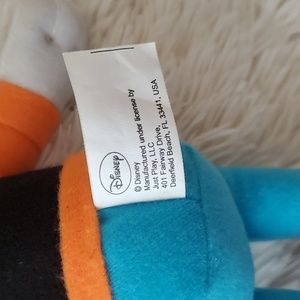 Disney
© Disney
Manufactured under license by
Just Play, LLC
401 Fairway Drive,
Deerfield Beach, FL 33441, USA